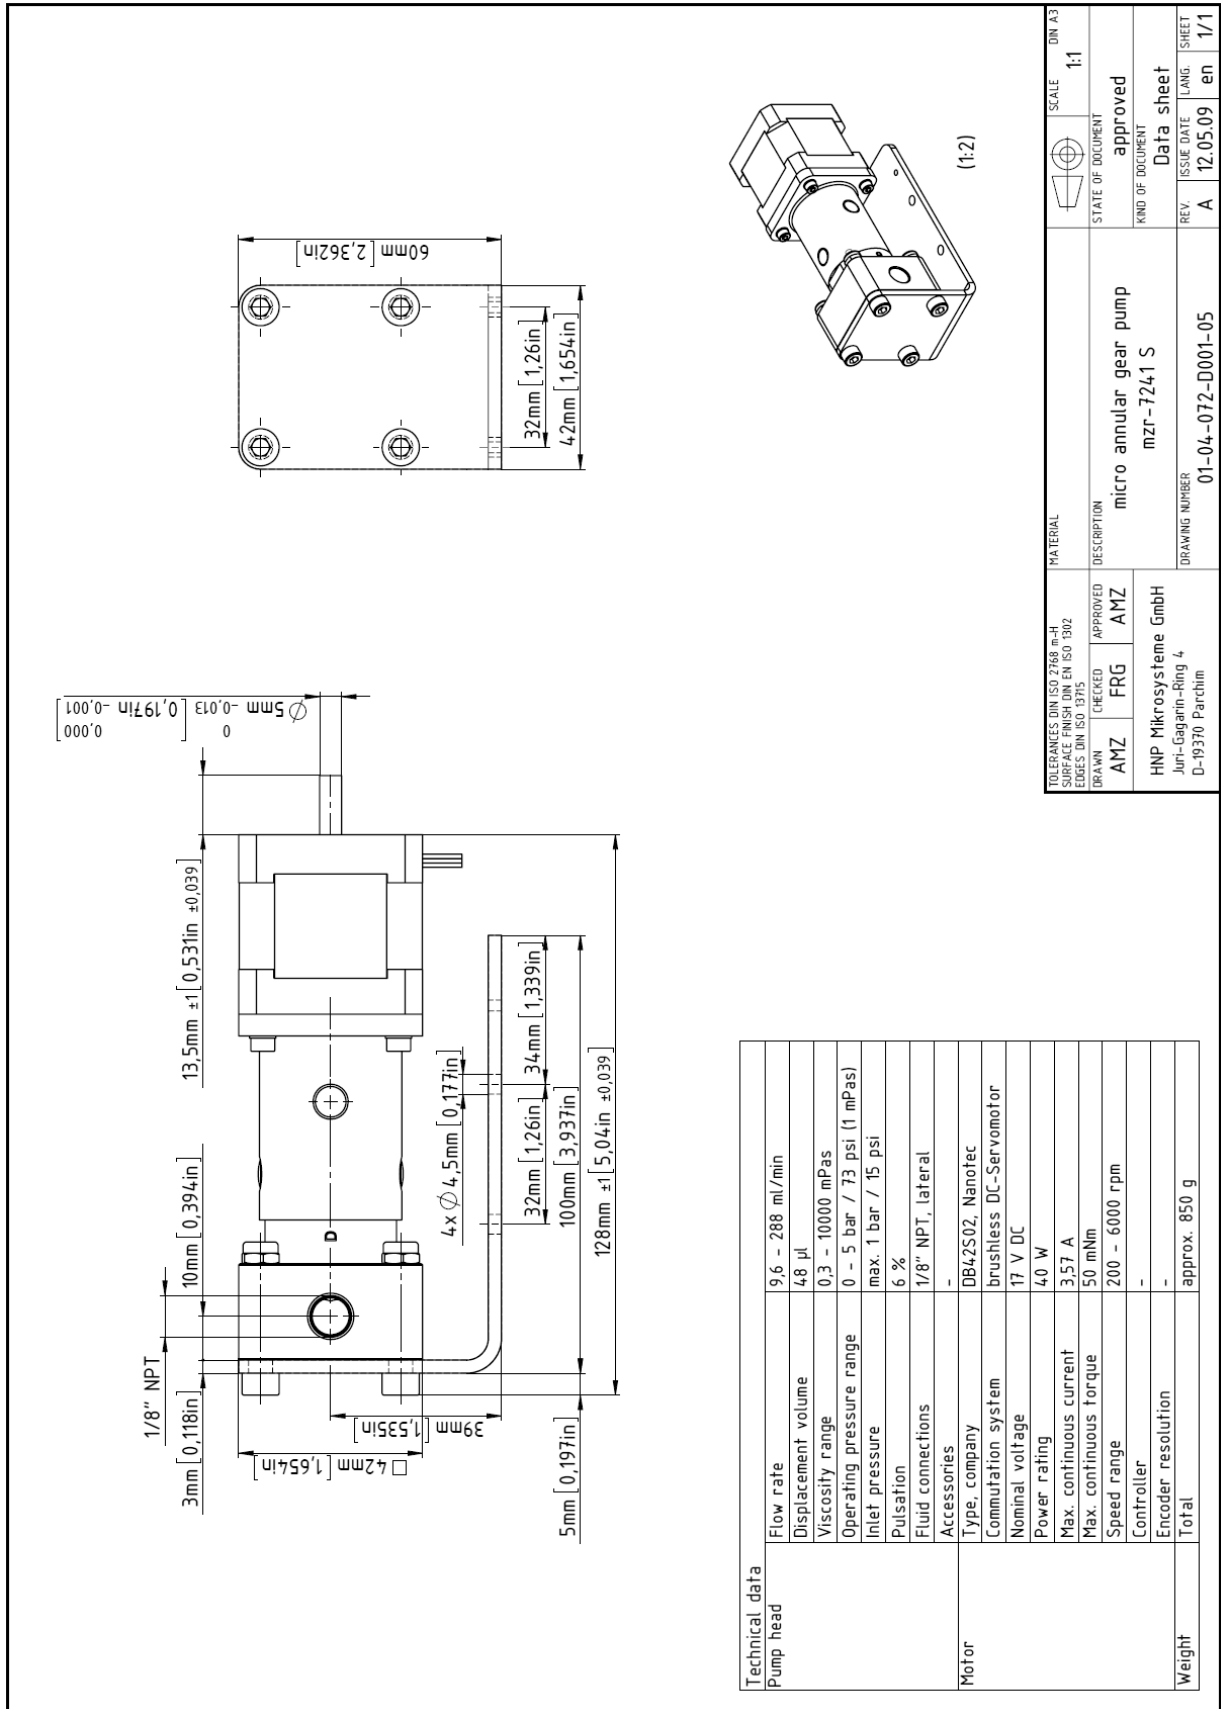 1/8" NPT
3mm [0,118in]
10mm [0,394in]
13,5mm ±1 [0,531in ±0,039]
Ø 5mm 0 -0,013 [0,197in 0,000 -0,001]
60mm [2,362in]
□ 42mm [1,654in]
39mm [1,535in]
D
4x Ø 4,5mm [0,177in]
32mm [1,26in]
34mm [1,339in]
100mm [3,937in]
128mm ±1 [5,04in ±0,039]
5mm [0,197in]
32mm [1,26in]
42mm [1,654in]
(1:2)
Technical data
Pump head Flow rate 9,6 - 288 ml/min
Displacement volume 48 µl
Viscosity range 0,3 - 10000 mPas
Operating pressure range 0 - 5 bar / 73 psi (1 mPas)
Inlet pressure max. 1 bar / 15 psi
Pulsation 6 %
Fluid connections 1/8" NPT, lateral
Accessories -
Motor Type, company DB42S02, Nanotec
Commutation system brushless DC-Servomotor
Nominal voltage 17 V DC
Power rating 40 W
Max. continuous current 3,57 A
Max. continuous torque 50 mNm
Speed range 200 - 6000 rpm
Controller -
Encoder resolution -
Weight Total approx. 850 g
TOLERANCES DIN ISO 2768 m-H
SURFACE FINISH DIN EN ISO 1302
EDGES DIN ISO 13715
MATERIAL
SCALE DIN A3
1:1
DRAWN CHECKED APPROVED
AMZ FRG AMZ
DESCRIPTION
micro annular gear pump
mzr-7241 S
STATE OF DOCUMENT
approved
KIND OF DOCUMENT
Data sheet
HNP Mikrosysteme GmbH
Juri-Gagarin-Ring 4
D-19370 Parchim
DRAWING NUMBER
01-04-072-D001-05
REV. ISSUE DATE LANG. SHEET
A 12.05.09 en 1/1